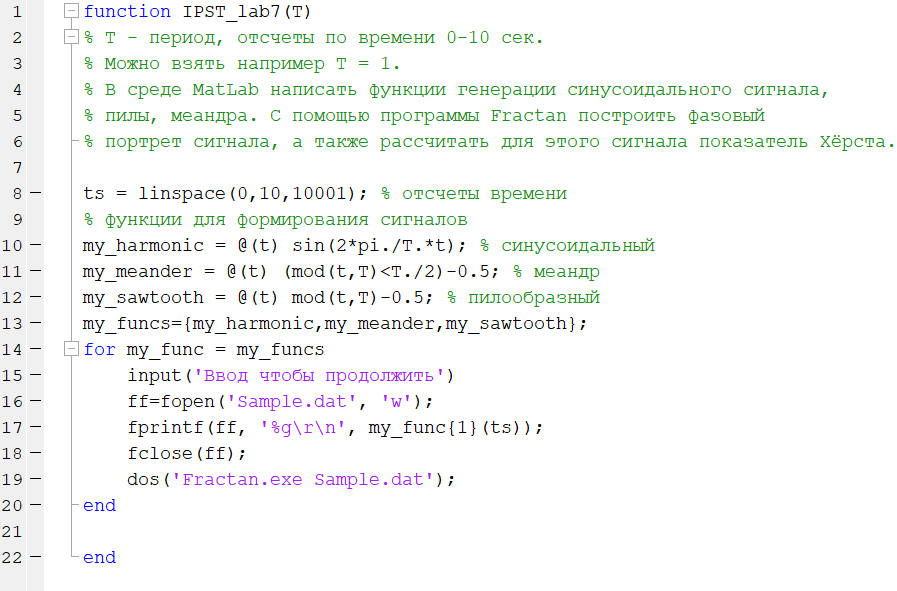 1 function IPST_lab7(T)
2 % T - период, отсчеты по времени 0-10 сек.
3 % Можно взять например T = 1.
4 % В среде MatLab написать функции генерации синусоидального сигнала,
5 % пилы, меандра. С помощью программы Fractan построить фазовый
6 % портрет сигнала, а также рассчитать для этого сигнала показатель Хёрста.
7
8 ts = linspace(0,10,10001); % отсчеты времени
9 % функции для формирования сигналов
10 my_harmonic = @(t) sin(2*pi./T.*t); % синусоидальный
11 my_meander = @(t) (mod(t,T)<T./2)-0.5; % меандр
12 my_sawtooth = @(t) mod(t,T)-0.5; % пилообразный
13 my_funcs={my_harmonic,my_meander,my_sawtooth};
14 for my_func = my_funcs
15 input('Ввод чтобы продолжить')
16 ff=fopen('Sample.dat', 'w');
17 fprintf(ff, '%g\r\n', my_func{1}(ts));
18 fclose(ff);
19 dos('Fractan.exe Sample.dat');
20 end
21
22 end